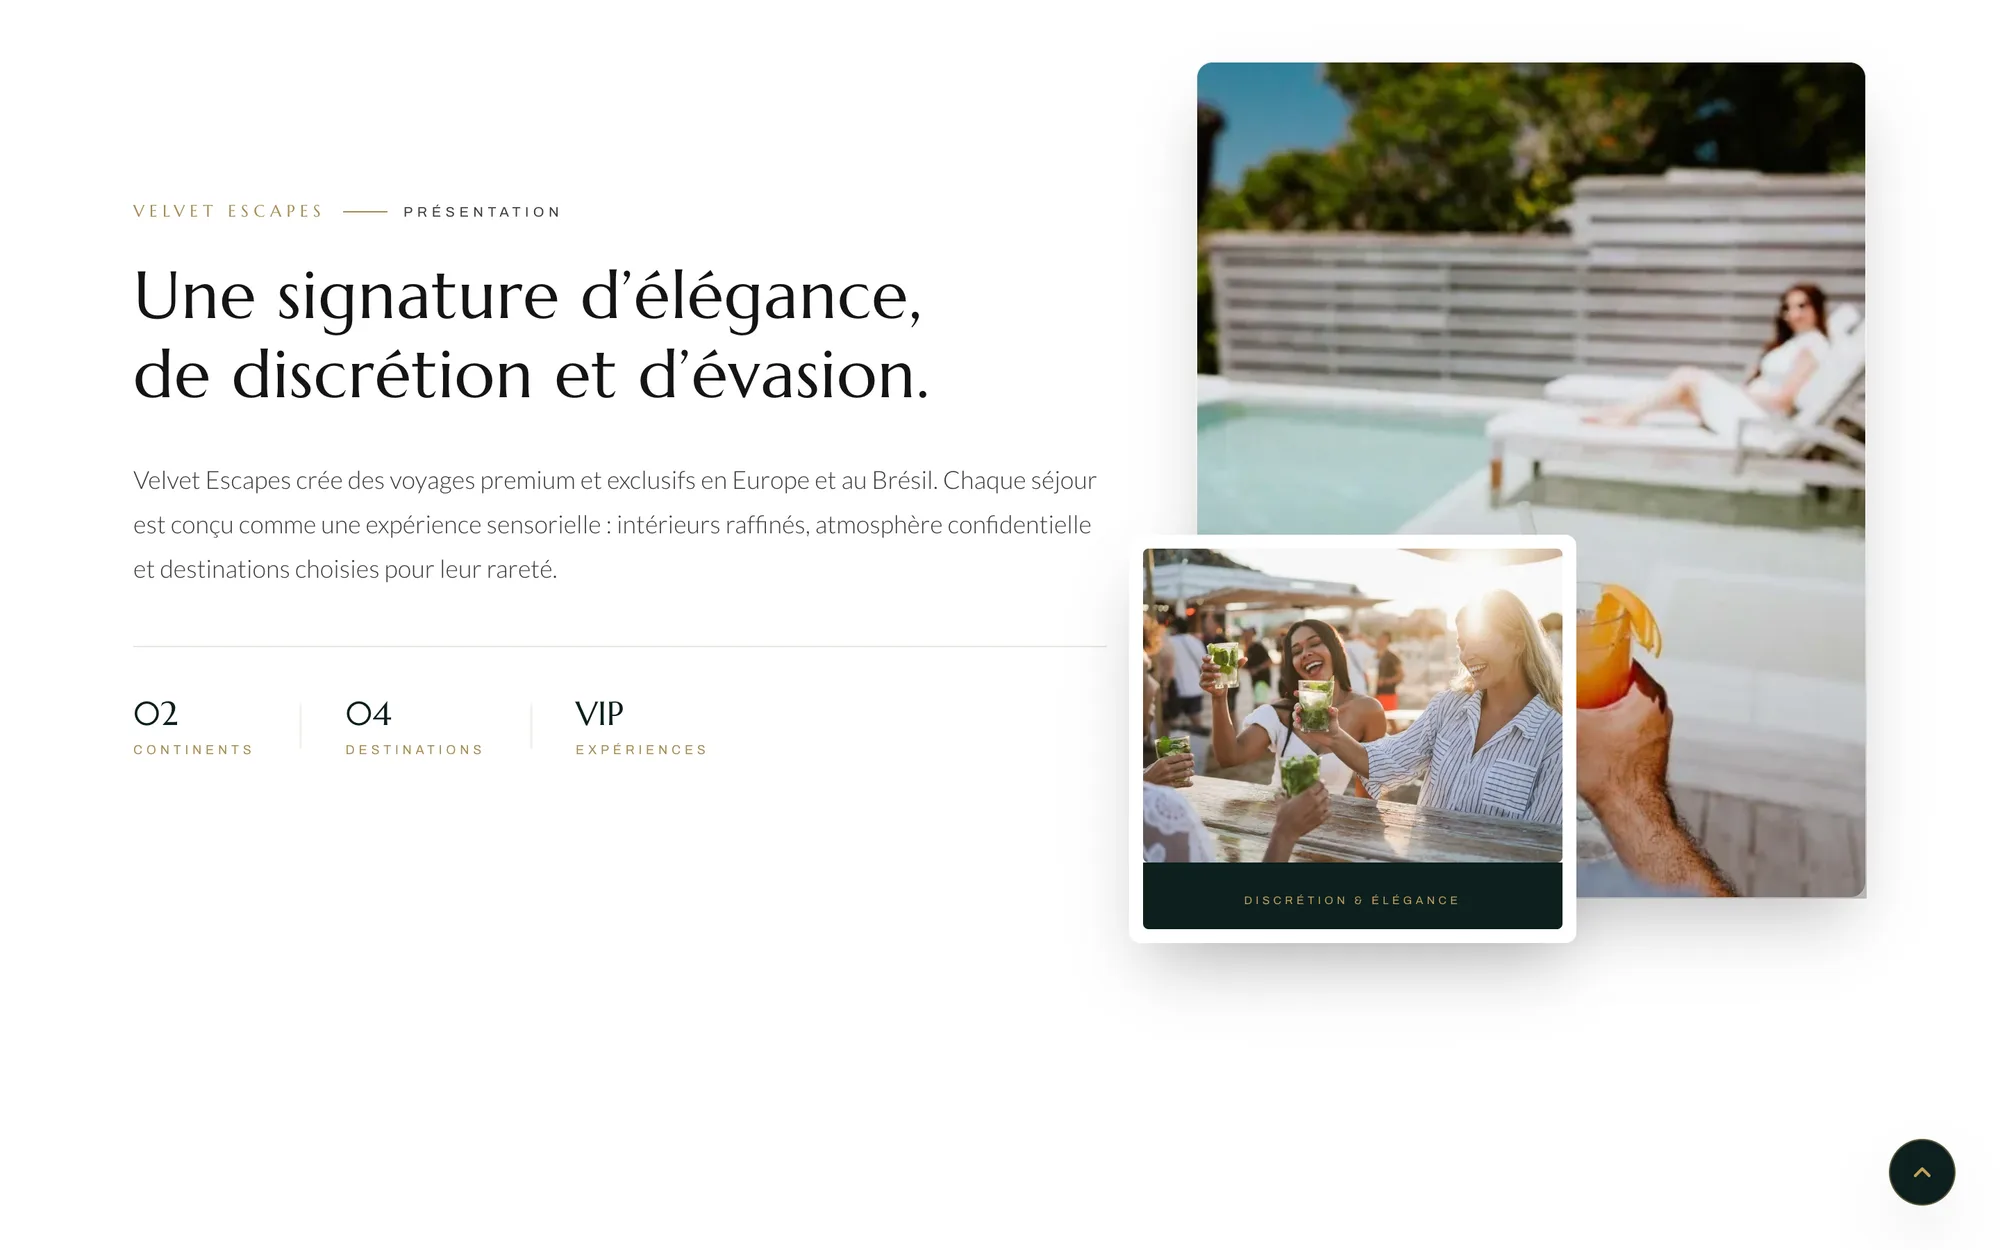 VELVET ESCAPES — PRÉSENTATION
Une signature d’élégance,
de discrétion et d’évasion.
Velvet Escapes crée des voyages premium et exclusifs en Europe et au Brésil. Chaque séjour
est conçu comme une expérience sensorielle : intérieurs raffinés, atmosphère confidentielle
et destinations choisies pour leur rareté.
02
CONTINENTS
04
DESTINATIONS
VIP
EXPÉRIENCES
DISCRÉTION & ÉLÉGANCE